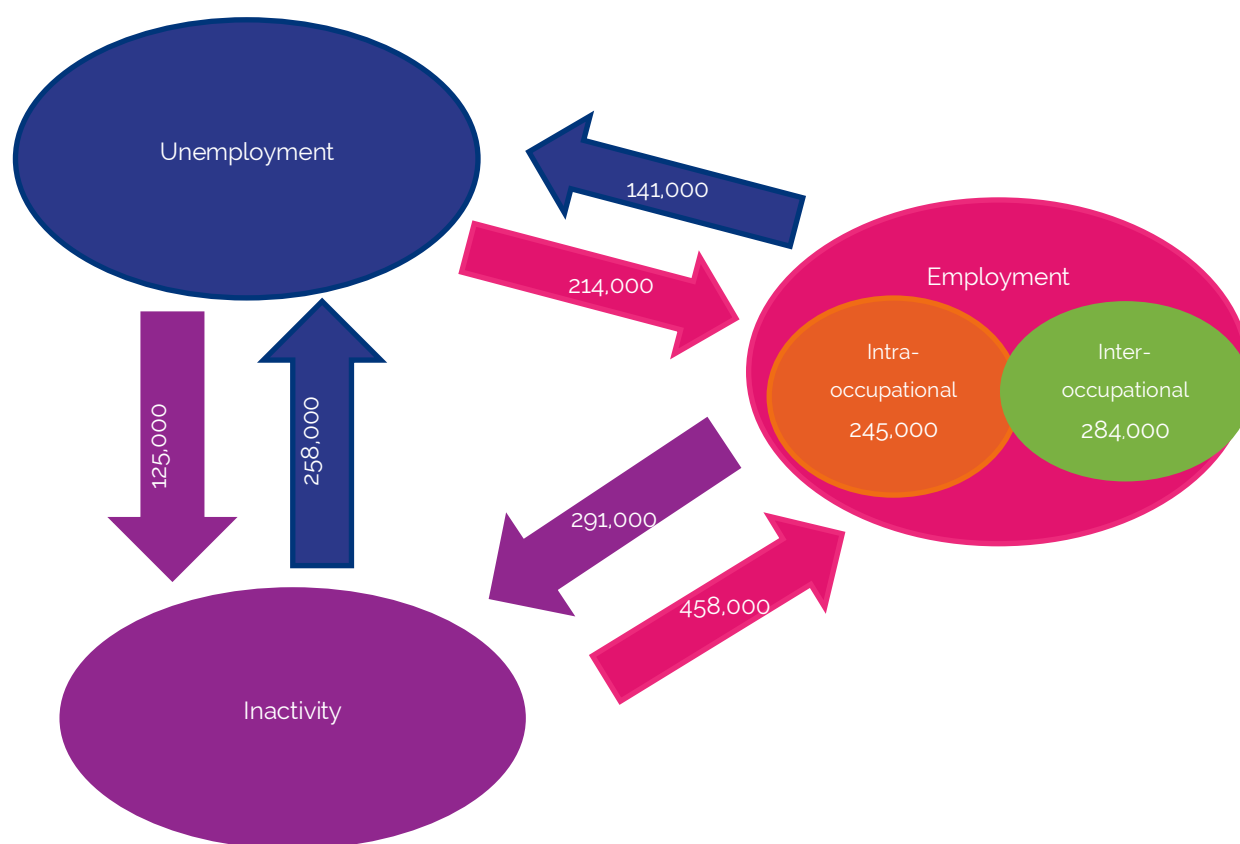 Unemployment
141,000
214,000
Employment
Intra-
occupational
245,000
Inter-
occupational
284,000
125,000
258,000
291,000
458,000
Inactivity